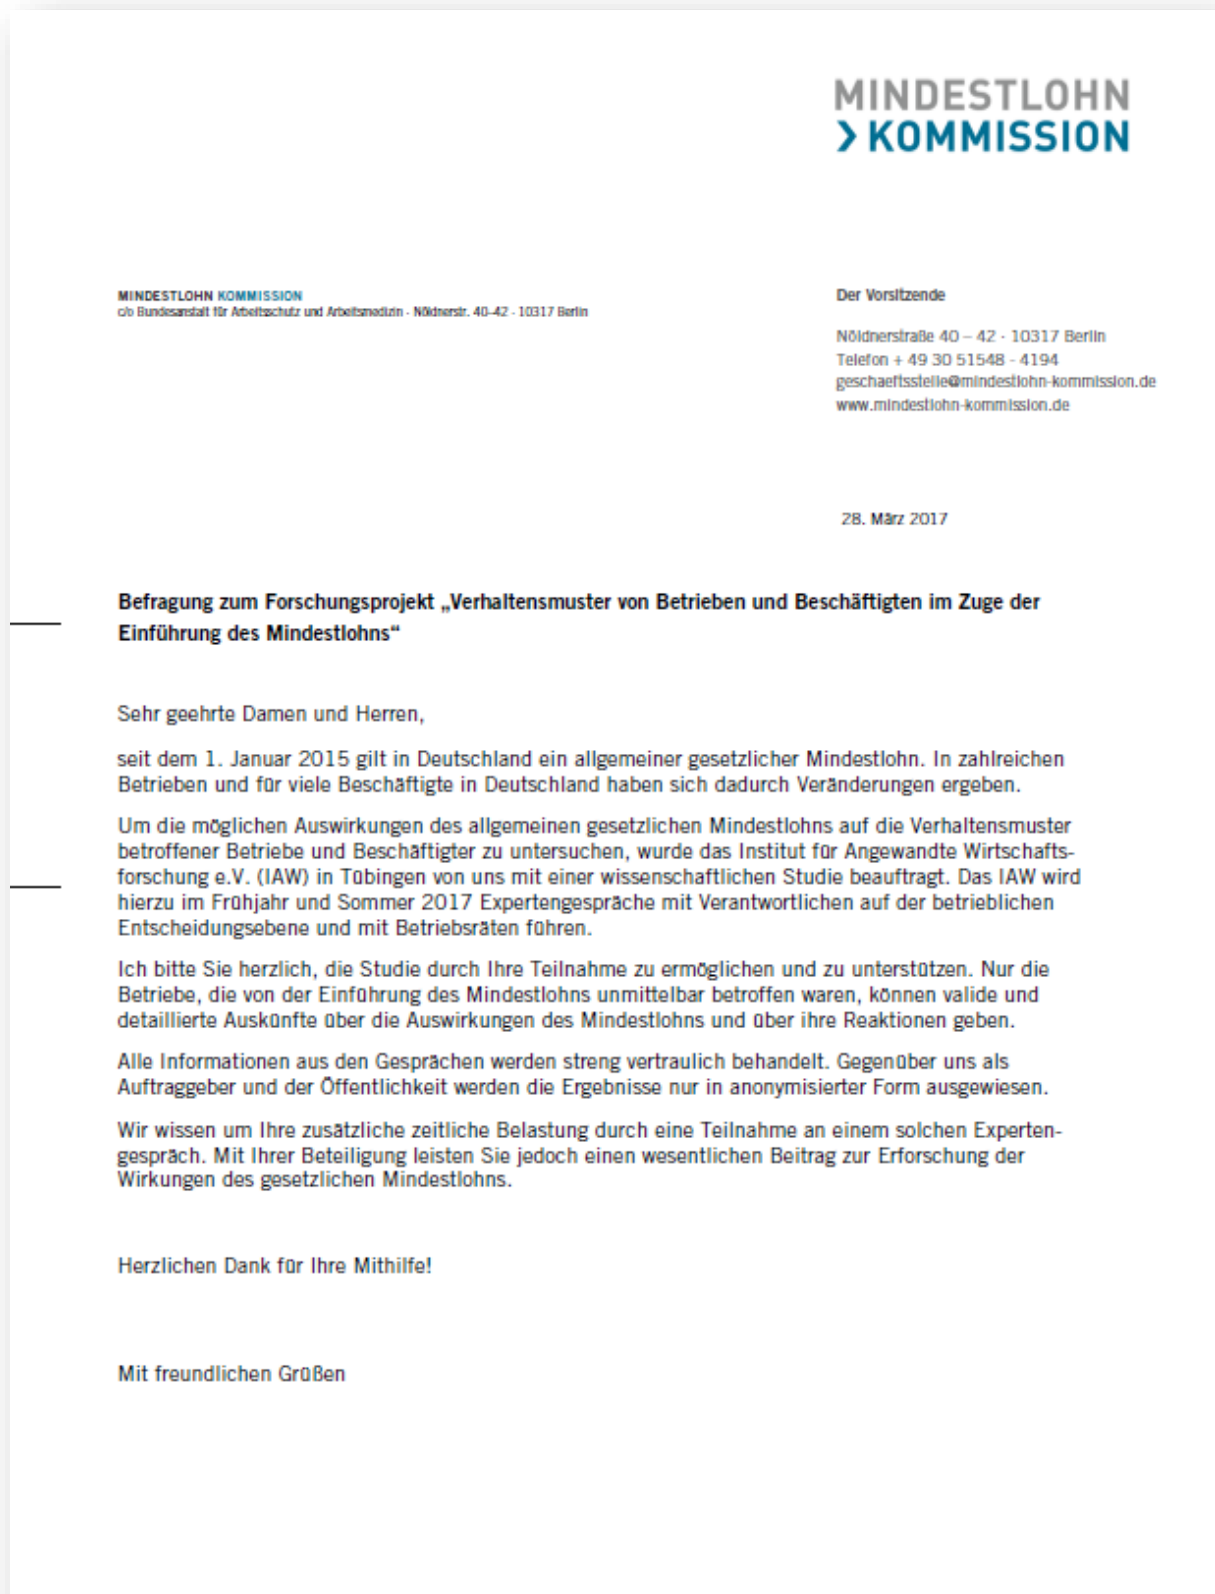 MINDESTLOHN
KOMMISSION
MINDESTLOHN KOMMISSION
c/o Bundesanstalt für Arbeitsschutz und Arbeitsmedizin - Nöldnerstr. 40-42 - 10317 Berlin
Der Vorsitzende
Nöldnerstraße 40 – 42 - 10317 Berlin
Telefon + 49 30 51548 - 4194
geschaeftsstelle@mindestlohn-kommission.de
www.mindestlohn-kommission.de
28. März 2017
Befragung zum Forschungsprojekt „Verhaltensmuster von Betrieben und Beschäftigten im Zuge der
Einführung des Mindestlohns“
Sehr geehrte Damen und Herren,
seit dem 1. Januar 2015 gilt in Deutschland ein allgemeiner gesetzlicher Mindestlohn. In zahlreichen
Betrieben und für viele Beschäftigte in Deutschland haben sich dadurch Veränderungen ergeben.
Um die möglichen Auswirkungen des allgemeinen gesetzlichen Mindestlohns auf die Verhaltensmuster
betroffener Betriebe und Beschäftigter zu untersuchen, wurde das Institut für Angewandte Wirtschafts-
forschung e.V. (IAW) in Tübingen von uns mit einer wissenschaftlichen Studie beauftragt. Das IAW wird
hierzu im Frühjahr und Sommer 2017 Expertengespräche mit Verantwortlichen auf der betrieblichen
Entscheidungsebene und mit Betriebsräten führen.
Ich bitte Sie herzlich, die Studie durch Ihre Teilnahme zu ermöglichen und zu unterstützen. Nur die
Betriebe, die von der Einführung des Mindestlohns unmittelbar betroffen waren, können valide und
detaillierte Auskünfte über die Auswirkungen des Mindestlohns und über ihre Reaktionen geben.
Alle Informationen aus den Gesprächen werden streng vertraulich behandelt. Gegenüber uns als
Auftraggeber und der Öffentlichkeit werden die Ergebnisse nur in anonymisierter Form ausgewiesen.
Wir wissen um Ihre zusätzliche zeitliche Belastung durch eine Teilnahme an einem solchen Experten-
gespräch. Mit Ihrer Beteiligung leisten Sie jedoch einen wesentlichen Beitrag zur Erforschung der
Wirkungen des gesetzlichen Mindestlohns.
Herzlichen Dank für Ihre Mithilfe!
Mit freundlichen Grüßen